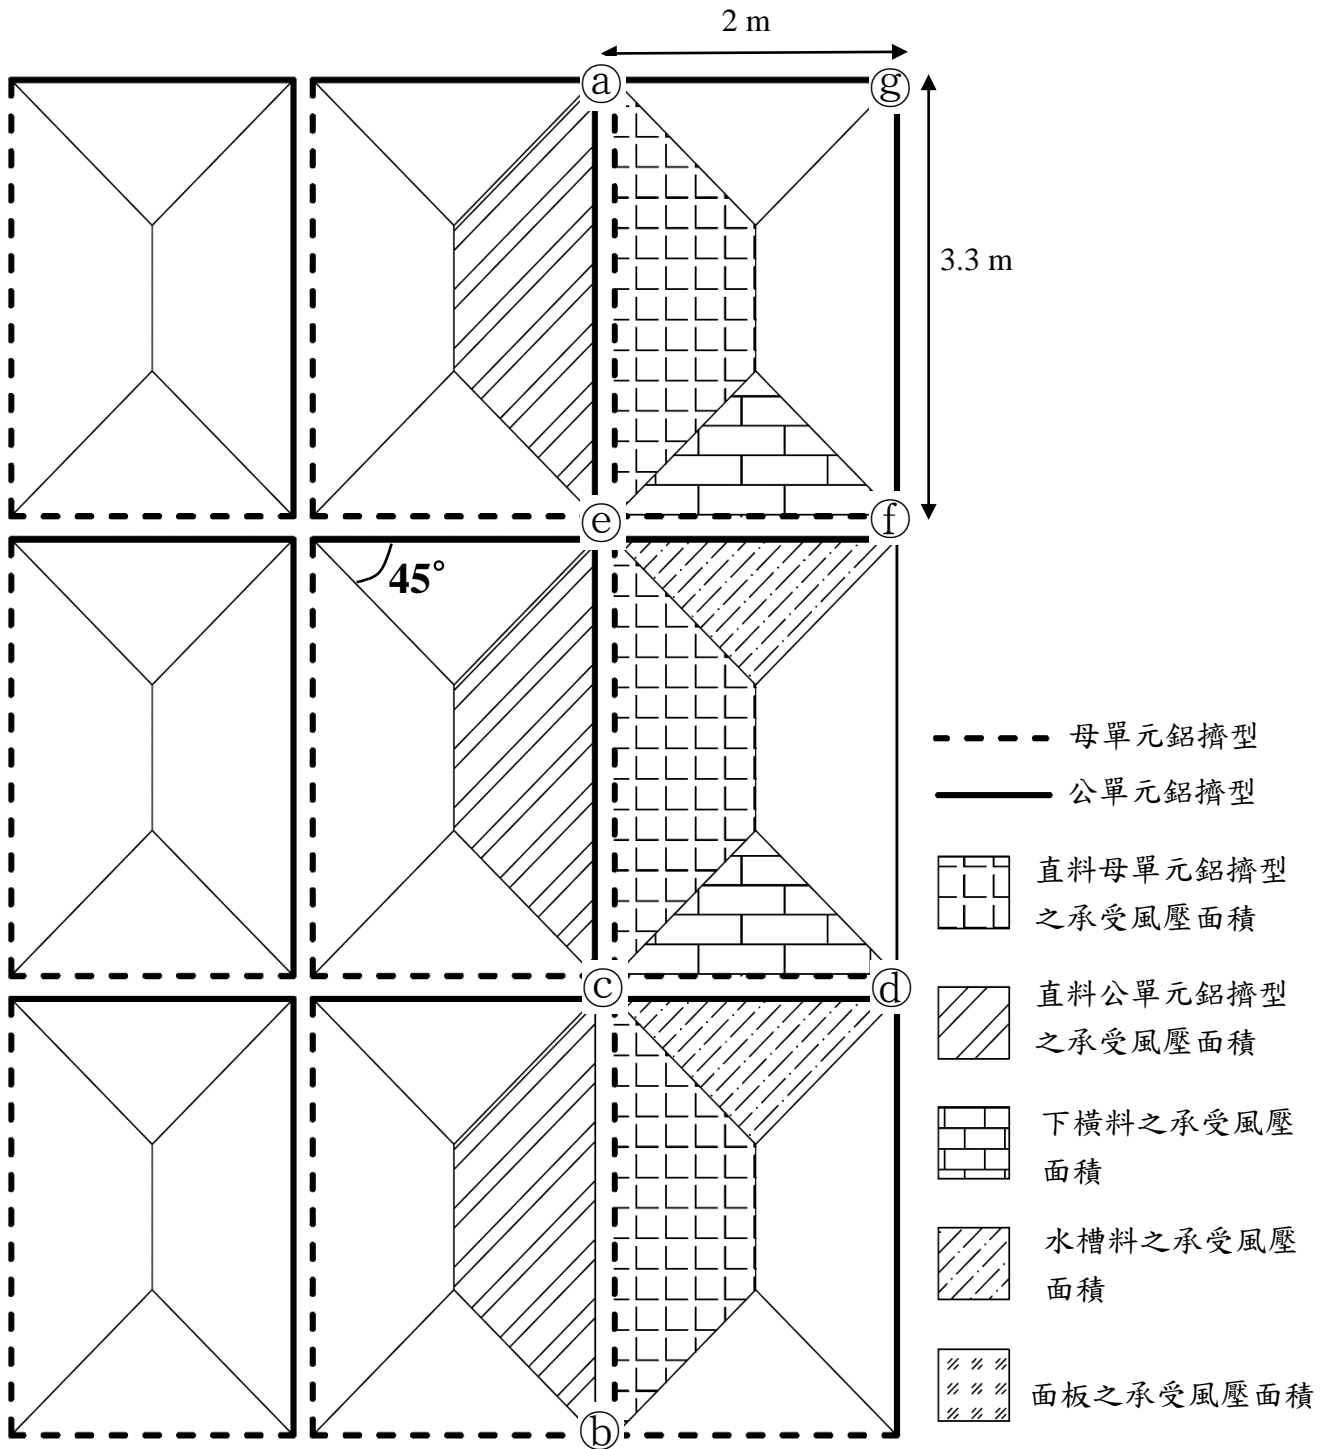 2 m
ⓐ
ⓖ
3.3 m
ⓔ
ⓕ
45°
母單元鋁擠型
公單元鋁擠型
直料母單元鋁擠型
之承受風壓面積
ⓒ
ⓓ
直料公單元鋁擠型
之承受風壓面積
下橫料之承受風壓
面積
水槽料之承受風壓
面積
面板之承受風壓面積
ⓑ